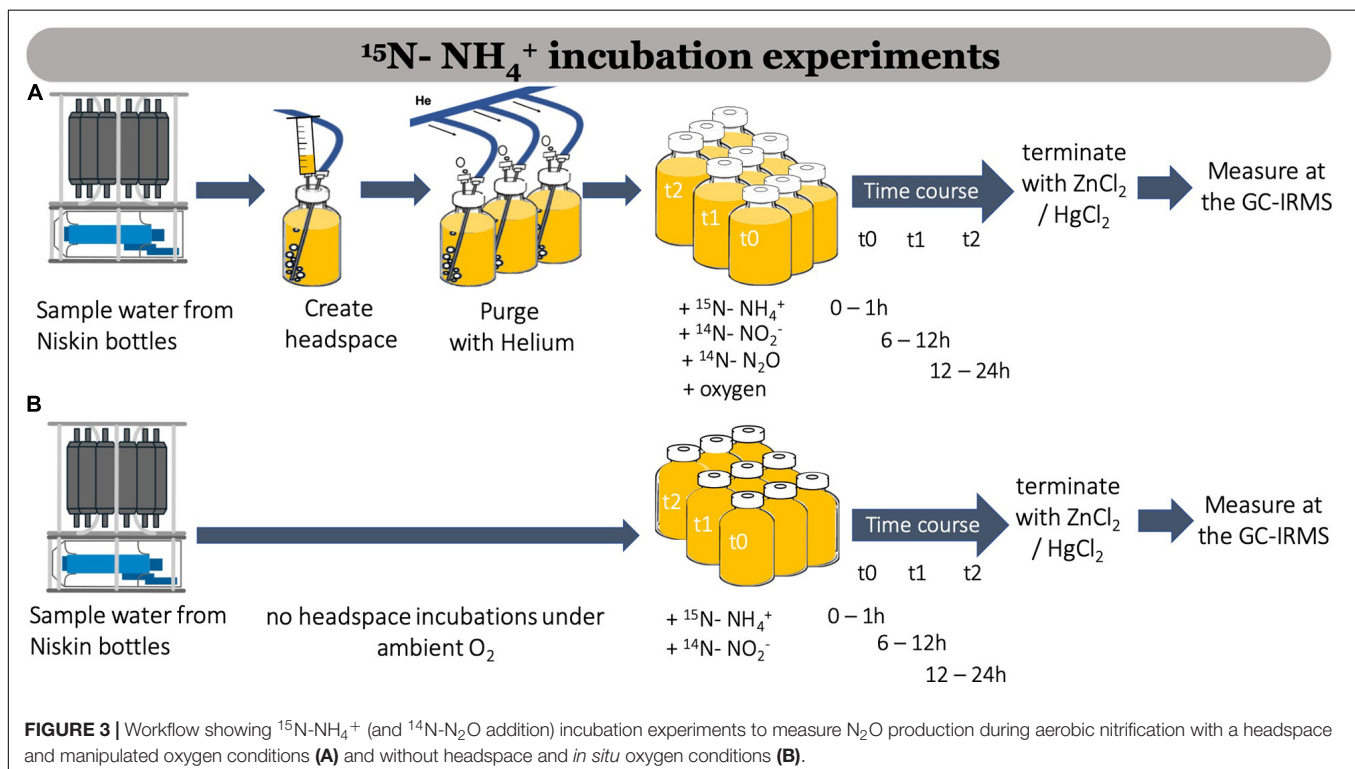 ¹⁵N- NH₄⁺ incubation experiments
A
He
t2
t1
t0
Time course
t0 t1 t2
terminate
with ZnCl₂
/ HgCl₂
Measure at
the GC-IRMS
Sample water from
Niskin bottles
Create
headspace
Purge
with Helium
+ ¹⁵N- NH₄⁺
+ ¹⁴N- NO₂⁻
+ ¹⁴N- N₂O
+ oxygen
0 – 1h
6 – 12h
12 – 24h
B
t2
t1
t0
Time course
t0 t1 t2
terminate
with ZnCl₂
/ HgCl₂
Measure at
the GC-IRMS
Sample water from
Niskin bottles
no headspace incubations under
ambient O₂
+ ¹⁵N- NH₄⁺
+ ¹⁴N- NO₂⁻
0 – 1h
6 – 12h
12 – 24h
FIGURE 3 | Workflow showing ¹⁵N-NH₄⁺ (and ¹⁴N-N₂O addition) incubation experiments to measure N₂O production during aerobic nitrification with a headspace
and manipulated oxygen conditions (A) and without headspace and in situ oxygen conditions (B).